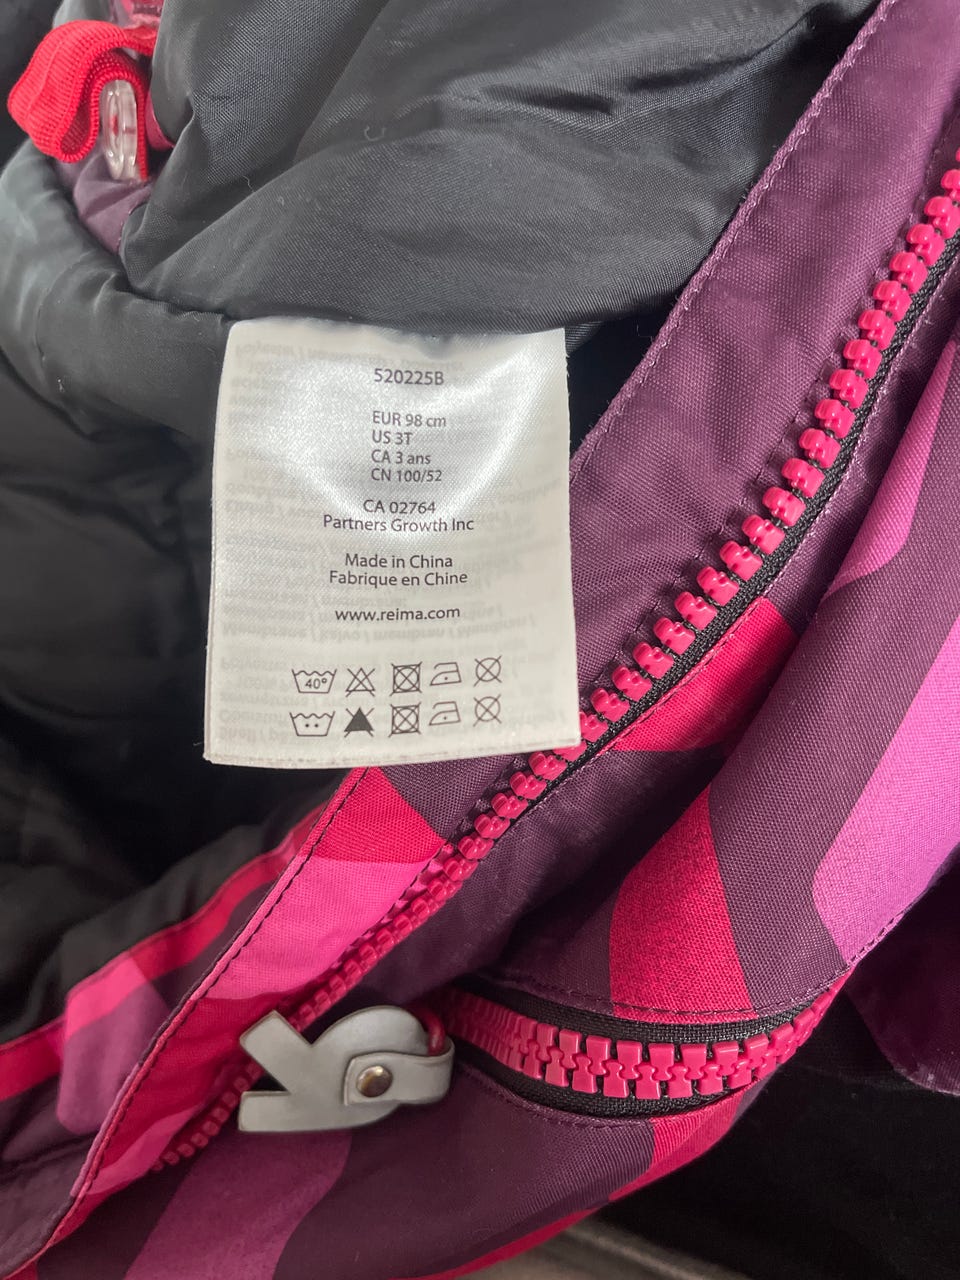 520225B
EUR 98 cm
US 3T
CA 3 ans
CN 100/52
CA 02764
Partners Growth Inc
Made in China
Fabrique en Chine
www.reima.com
40°